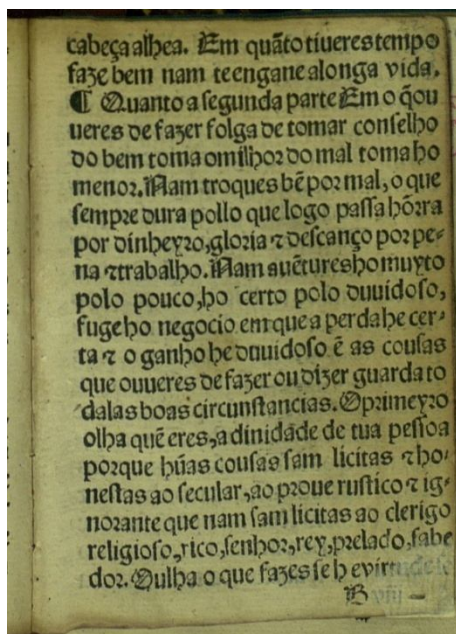 cabeça alhea. Em quãto tiueres tempo
faze bem nam te engane a longa vida.
¶ Quanto a segunda parte Em o q̃ ou
ueres de fazer folga de tomar conselho
do bem toma o milhor do mal toma ho
menor. Nam troques bẽ por mal, o que
sempre dura pollo que logo passa hõrra
por dinheyro, gloria ⁊ descanço por pe-
na ⁊ trabalho. Nam auẽtures ho muyto
polo pouco, ho certo polo duuidoso,
fuge ho negocio em que a perda he cer-
ta ⁊ o ganho he duuidoso ẽ as cousas
que ouueres de fazer ou dizer guarda to
dalas boas circunstancias. O primeyro
olha quẽ eres, a dinidade de tua pessoa
porque hũas cousas sam licitas ⁊ ho-
nestas ao secular, ao proue rustico ⁊ ig-
norante que nam sam licitas ao clerigo
religioso, rico, senhor, rey, prelado, sabe
dor. Oulha o que fazes se he
B viij